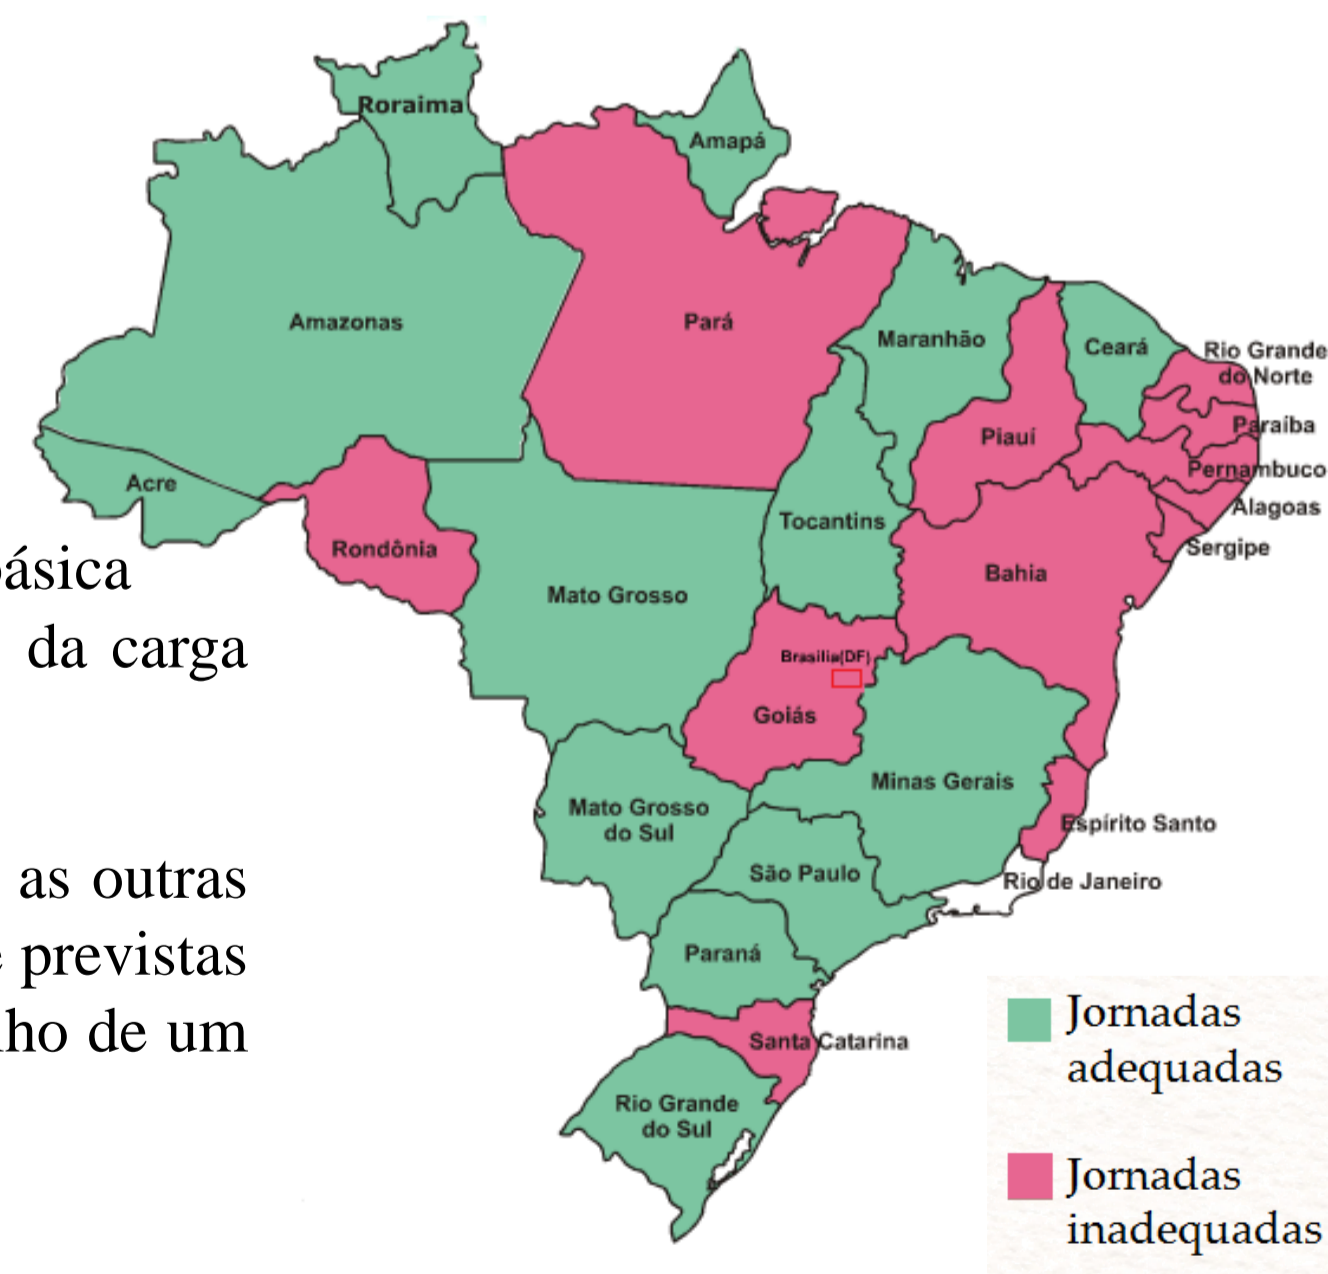 Roraima
Amapá
Amazonas
Pará
Maranhão
Ceará
Rio Grande
do Norte
Piauí
Paraíba
Pernambuco
Acre
Alagoas
Tocantins
Rondônia
Sergipe
Bahia
ásica
Mato Grosso
da carga
Brasília(DF)
Goiás
Minas Gerais
Mato Grosso
do Sul
Espírito Santo
São Paulo
as outras
Rio de Janeiro
Paraná
previstas
ho de um
Santa Catarina
Rio Grande
do Sul
Jornadas
adequadas
Jornadas
inadequadas